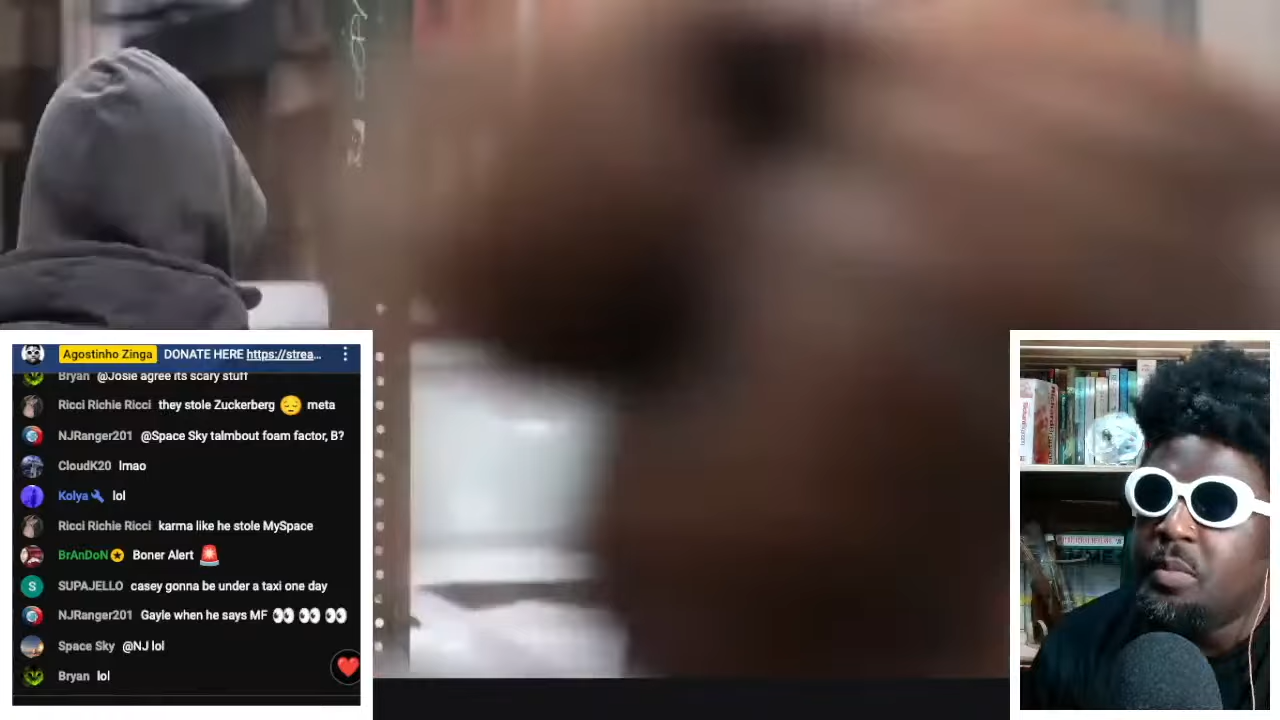 Agostinho Zinga DONATE HERE https://strea...
Bryan @Josie agree its scary stuff
Ricci Richie Ricci they stole Zuckerberg 😔 meta
NJRanger201 @Space Sky talmbout foam factor, B?
CloudK20 lmao
Kolya lol
Ricci Richie Ricci karma like he stole MySpace
BrAnDoN Boner Alert 🚨
S SUPAJELLO casey gonna be under a taxi one day
NJRanger201 Gayle when he says MF 👀 👀 👀
Space Sky @NJ lol
Bryan lol